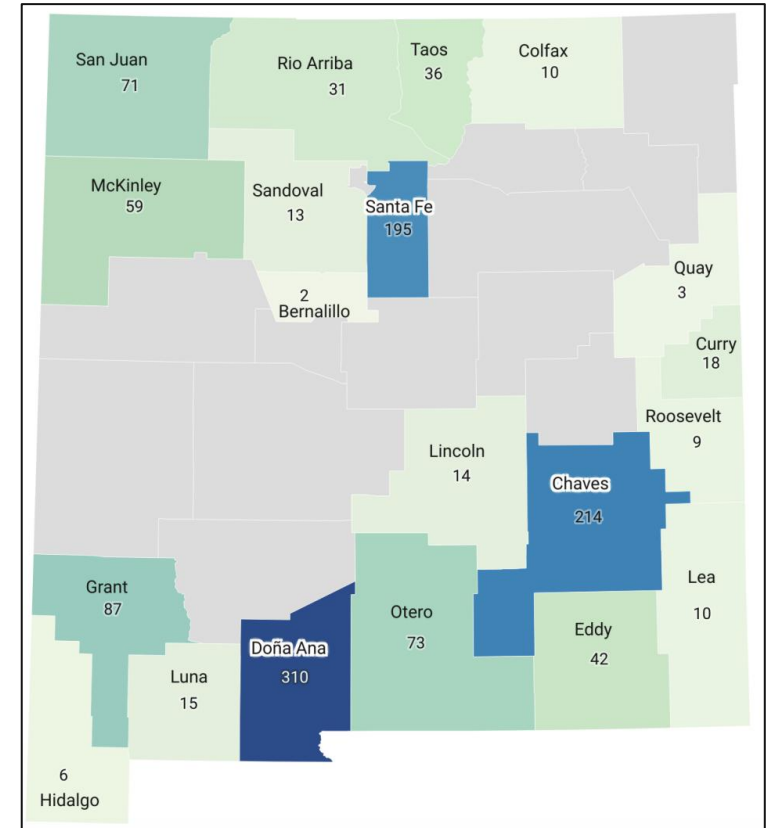 San Juan
71
Rio Arriba
31
Taos
36
Colfax
10
McKinley
59
Sandoval
13
Santa Fe
195
2
Bernalillo
Quay
3
Curry
18
Roosevelt
9
Lincoln
14
Chaves
214
Lea
10
Grant
87
Luna
15
Doña Ana
310
Otero
73
Eddy
42
6
Hidalgo